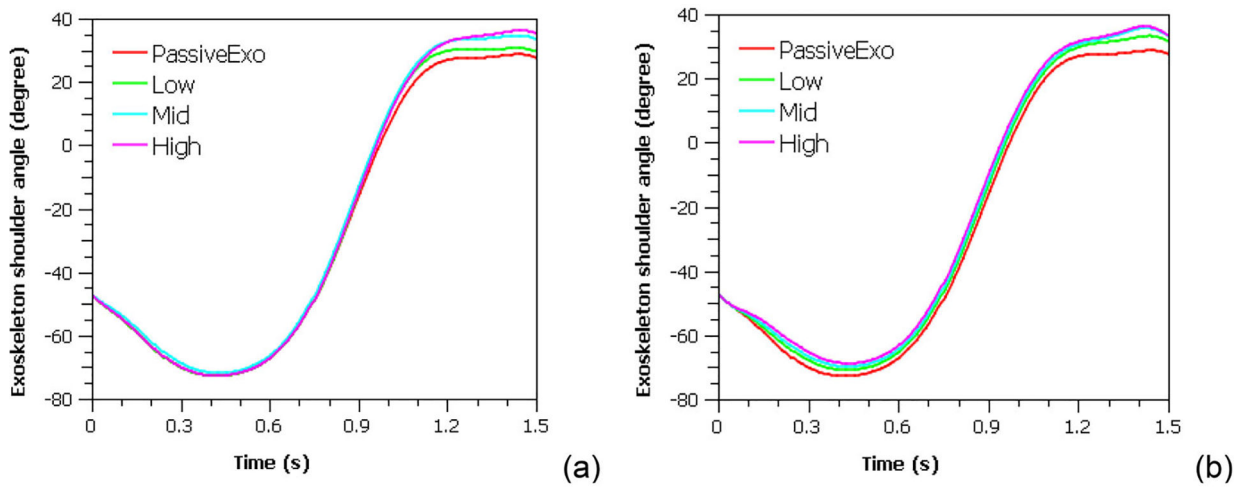 Exoskeleton shoulder angle (degree)
40
20
0
-20
-40
-60
-80
PassiveExo
Low
Mid
High
0
0.3
0.6
0.9
1.2
1.5
Time (s)
(a)
Exoskeleton shoulder angle (degree)
40
20
0
-20
-40
-60
-80
PassiveExo
Low
Mid
High
0
0.3
0.6
0.9
1.2
1.5
Time (s)
(b)